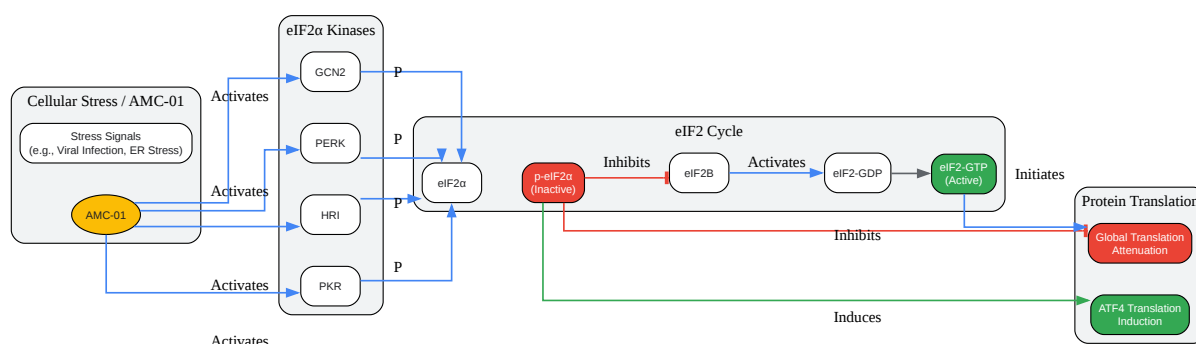 eIF2α Kinases
GCN2
P
Activates
Cellular Stress / AMC-01
Stress Signals
(e.g., Viral Infection, ER Stress)
PERK
P
eIF2 Cycle
Inhibits
Activates
eIF2α
p-eIF2α
(Inactive)
eIF2B
eIF2-GDP
eIF2-GTP
(Active)
Initiates
Activates
AMC-01
HRI
P
Protein Translation
Inhibits
Global Translation
Attenuation
P
Activates
PKR
ATF4 Translation
Induction
Induces
Activates